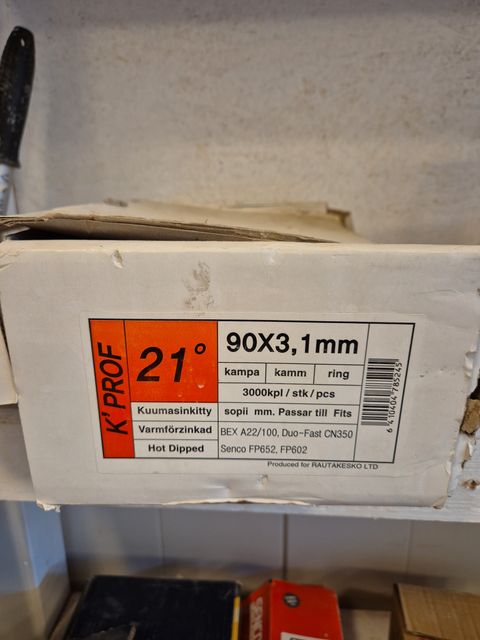 K'PROF
21°
90X3,1mm
kampa kamm ring
3000kpl / stk / pcs
Kuumasinkitty sopii mm. Passar till Fits
Varmförzinkad BEX A22/100, Duo-Fast CN350
Hot Dipped Senco FP652, FP602
Produced for RAUTAKESKO LTD
6 410404 785245